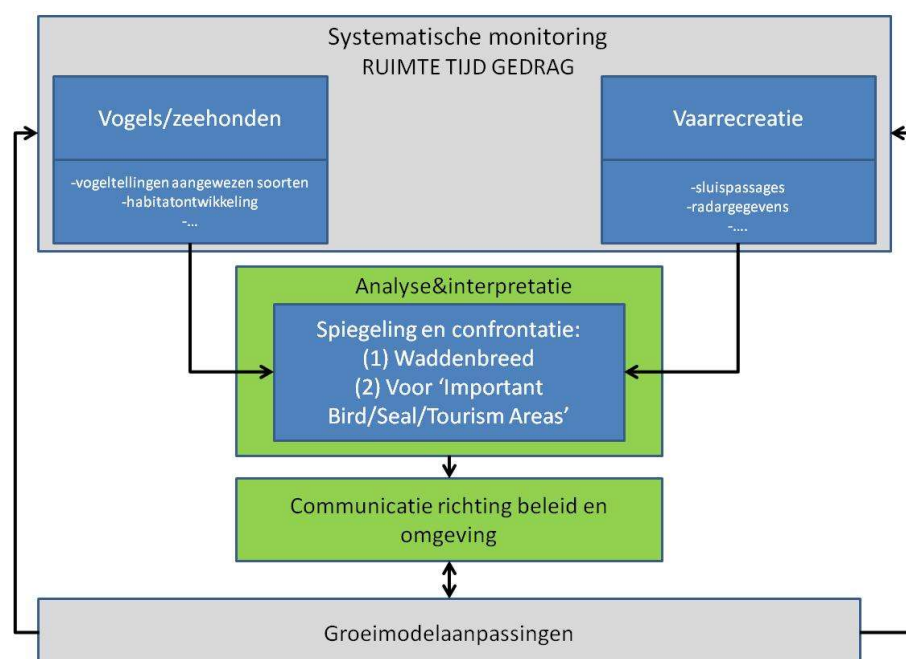 Systematische monitoring
RUIMTE TIJD GEDRAG
Vogels/zeehonden
-vogeltellingen aangewezen soorten
-habitatontwikkeling
-...
Vaarrecreatie
-sluispassages
-radargegevens
-....
Analyse&interpretatie
Spiegeling en confrontatie:
(1) Waddenbreed
(2) Voor ‘Important
Bird/Seal/Tourism Areas’
Communicatie richting beleid en
omgeving
Groeimodelaanpassingen